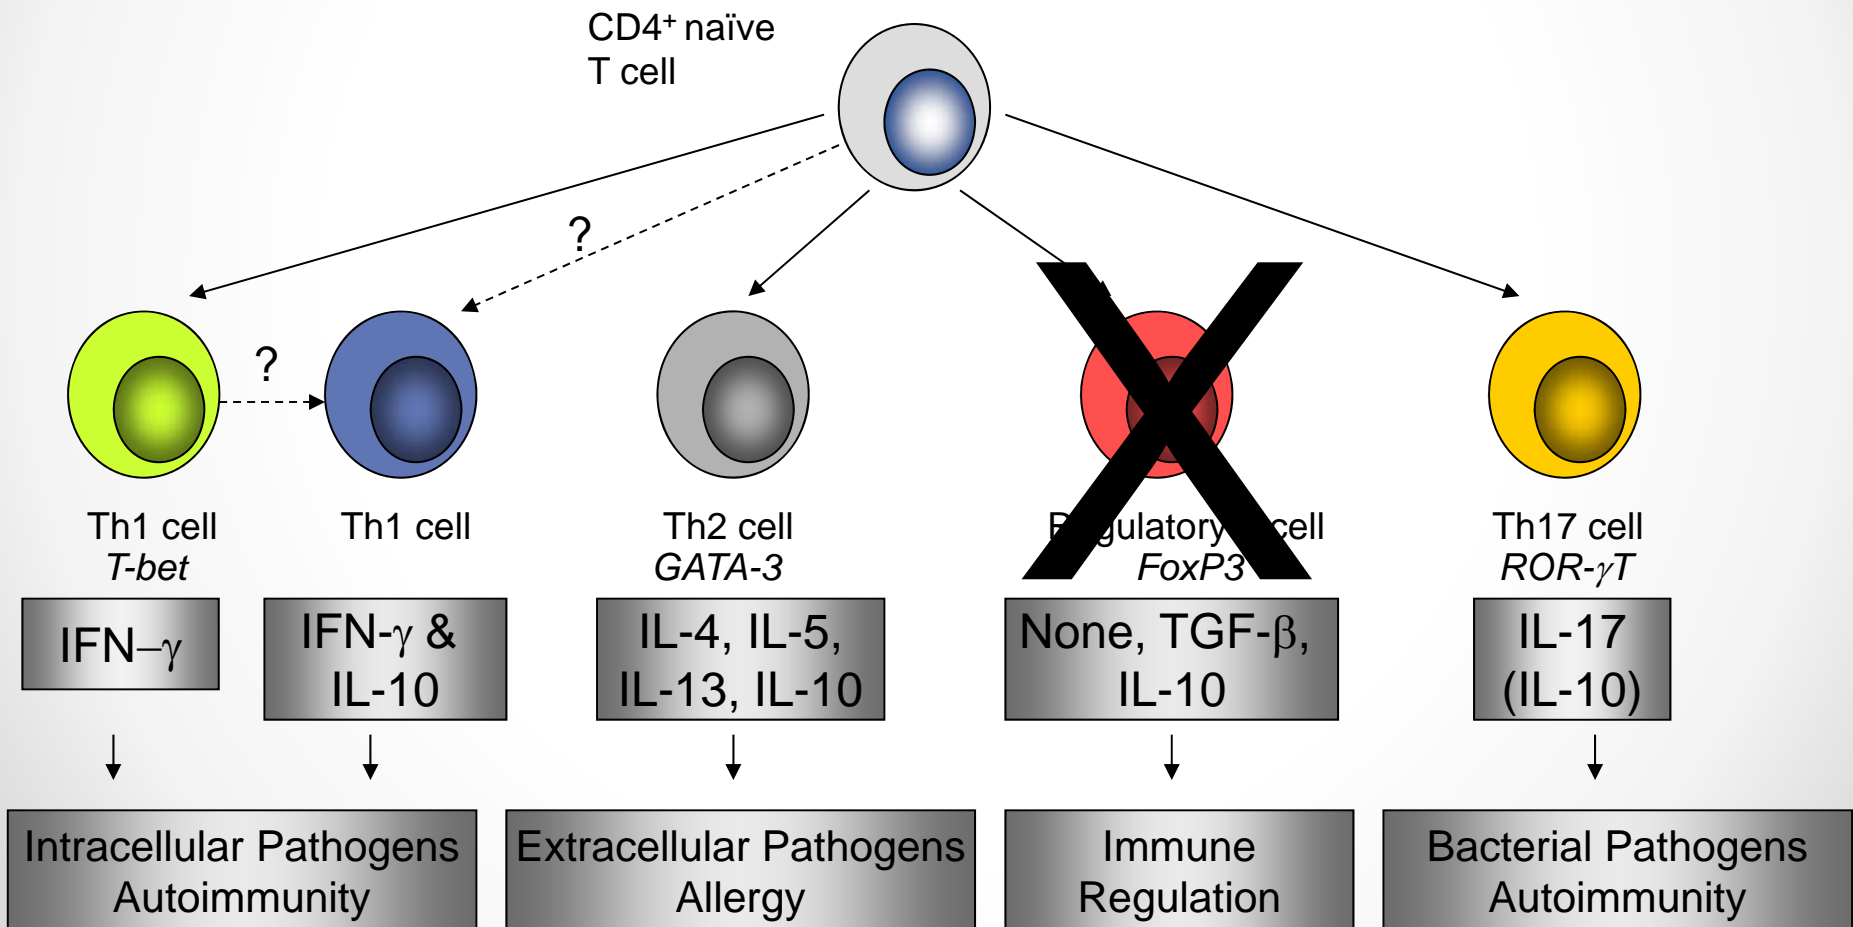 CD4⁺ naïve
T cell
?
?
Th1 cell
T-bet
Th1 cell
Th2 cell
GATA-3
Regulatory cell
FoxP3
Th17 cell
ROR-γT
IFN–γ
IFN-γ &
IL-10
IL-4, IL-5,
IL-13, IL-10
None, TGF-β,
IL-10
IL-17
(IL-10)
Intracellular Pathogens
Autoimmunity
Extracellular Pathogens
Allergy
Immune
Regulation
Bacterial Pathogens
Autoimmunity